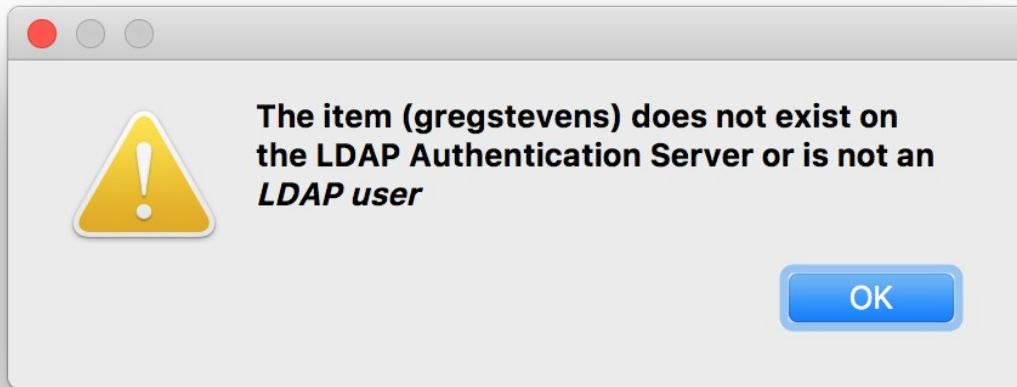 The item (gregstevens) does not exist on
the LDAP Authentication Server or is not an
LDAP user
OK